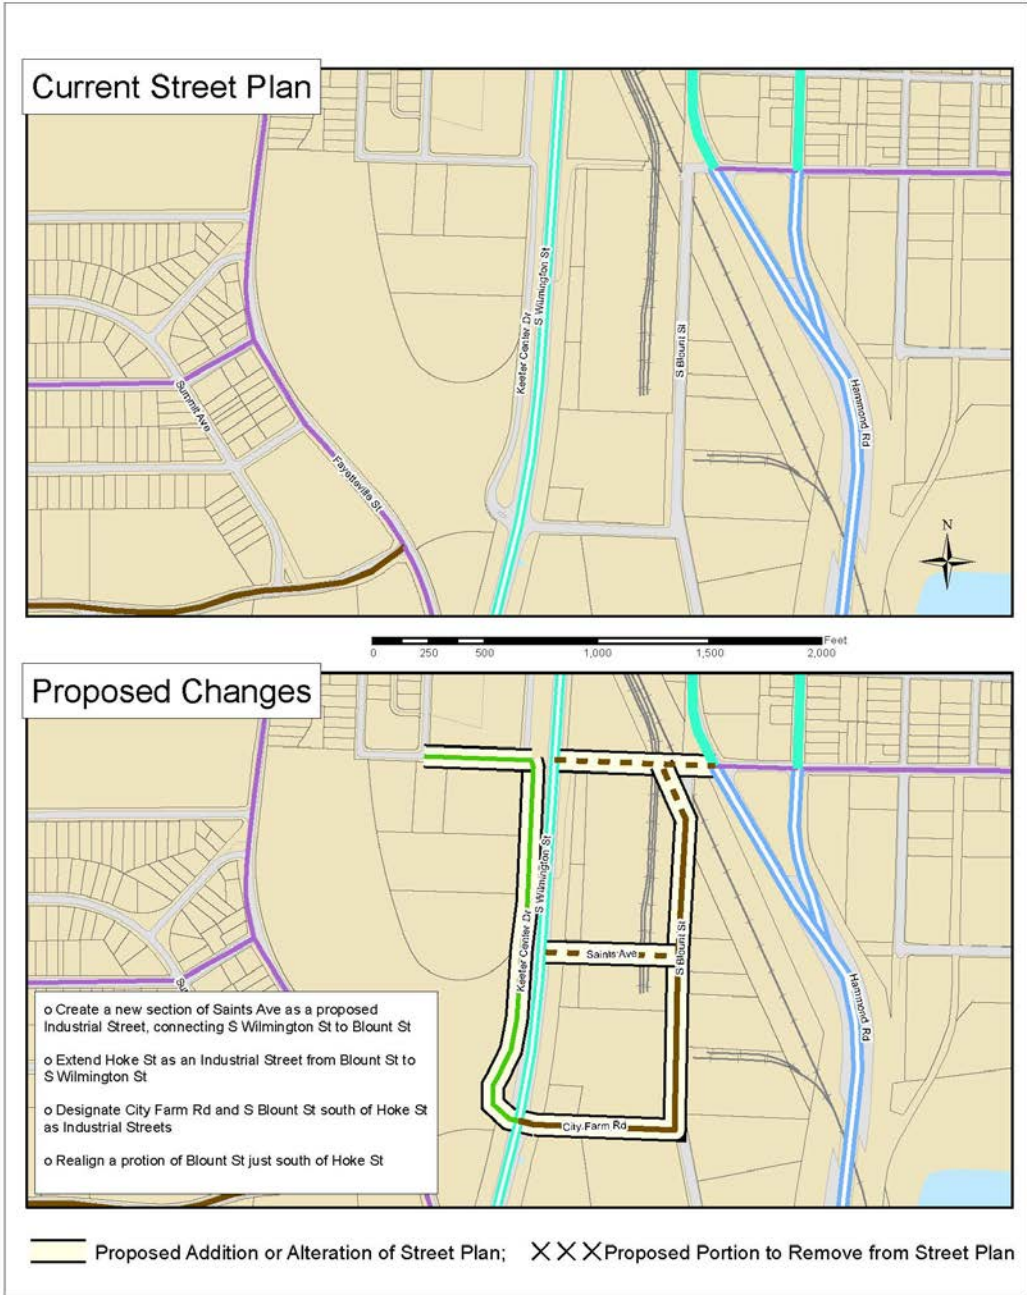 Current Street Plan
S Wilmington St
Keeter Center Dr
S Blount St
Summit Ave
Fayetteville St
Hammond Rd
N
Feet
0 250 500 1,000 1,500 2,000
Proposed Changes
S Wilmington St
Keeter Center Dr
Saints Ave
S Blount St
Hammond Rd
City Farm Rd
o Create a new section of Saints Ave as a proposed
Industrial Street, connecting S Wilmington St to Blount St
o Extend Hoke St as an Industrial Street from Blount St to
S Wilmington St
o Designate City Farm Rd and S Blount St south of Hoke St
as Industrial Streets
o Realign a protion of Blount St just south of Hoke St
Proposed Addition or Alteration of Street Plan; XXX Proposed Portion to Remove from Street Plan